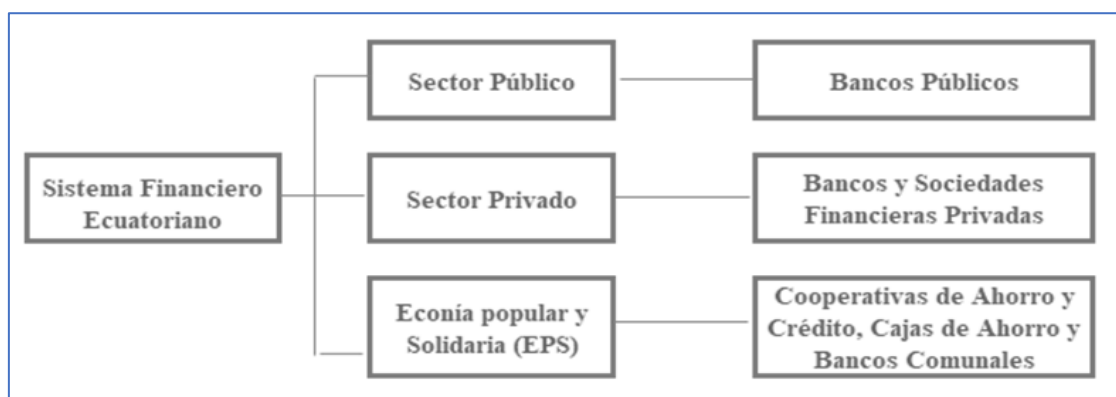 Sistema Financiero
Ecuatoriano
Sector Público
Bancos Públicos
Sector Privado
Bancos y Sociedades
Financieras Privadas
Econía popular y
Solidaria (EPS)
Cooperativas de Ahorro y
Crédito, Cajas de Ahorro y
Bancos Comunales